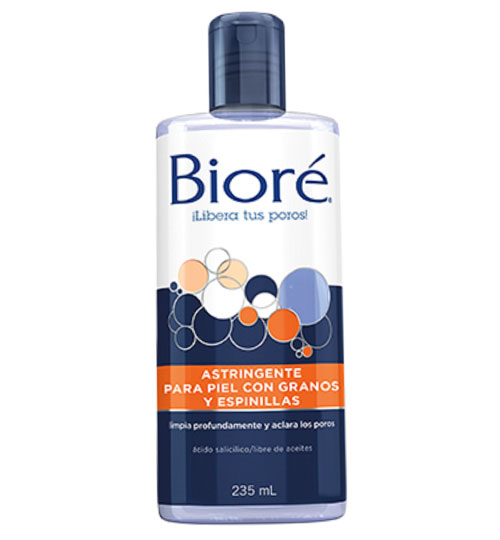 Bioré
¡Libera tus poros!
ASTRINGENTE
PARA PIEL CON GRANOS
Y ESPINILLAS
limpia profundamente y aclara los poros
ácido salicílico/libre de aceites
235 mL